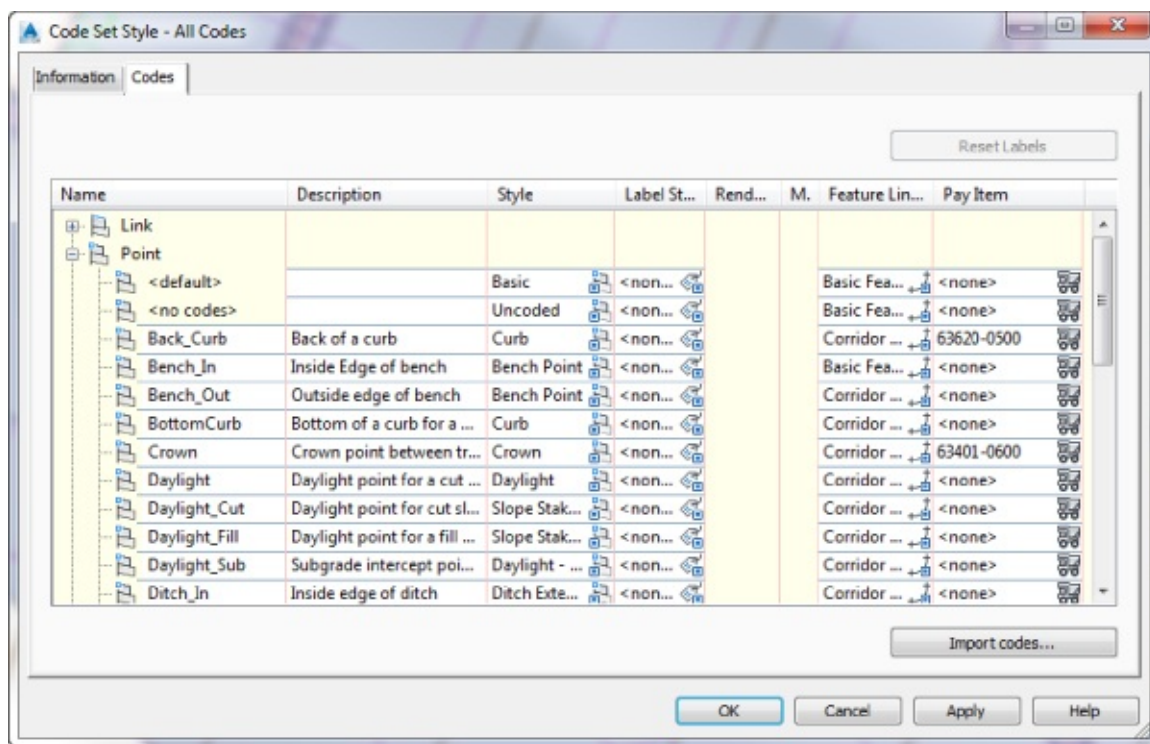 Code Set Style - All Codes
Information Codes
Reset Labels
Name Description Style Label St... Rend... M. Feature Lin... Pay Item
Link
Point
<default> Basic <non... Basic Fea... <none>
<no codes> Uncoded <non... Basic Fea... <none>
Back_Curb Back of a curb Curb <non... Corridor ... 63620-0500
Bench_In Inside Edge of bench Bench Point <non... Basic Fea... <none>
Bench_Out Outside edge of bench Bench Point <non... Corridor ... <none>
BottomCurb Bottom of a curb for a ... Curb <non... Corridor ... <none>
Crown Crown point between tr... Crown <non... Corridor ... 63401-0600
Daylight Daylight point for a cut ... Daylight <non... Corridor ... <none>
Daylight_Cut Daylight point for cut sl... Slope Stak... <non... Corridor ... <none>
Daylight_Fill Daylight point for a fill ... Slope Stak... <non... Corridor ... <none>
Daylight_Sub Subgrade intercept poi... Daylight - ... <non... Corridor ... <none>
Ditch_In Inside edge of ditch Ditch Exte... <non... Corridor ... <none>
Import codes...
OK Cancel Apply Help